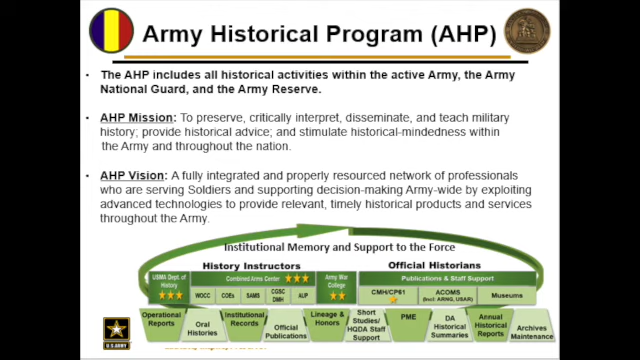 Army Historical Program (AHP)
• The AHP includes all historical activities within the active Army, the Army
National Guard, and the Army Reserve.
• AHP Mission: To preserve, critically interpret, disseminate, and teach military
history; provide historical advice; and stimulate historical-mindedness within
the Army and throughout the nation.
• AHP Vision: A fully integrated and properly resourced network of professionals
who are serving Soldiers and supporting decision-making Army-wide by exploiting
advanced technologies to provide relevant, timely historical products and services
throughout the Army.
Institutional Memory and Support to the Force
History Instructors
Official Historians
USMA Dept. of
History
Combined Arms Center
WOCC
COEs
SAMS
CGSC
DMH
AUP
Army War
College
Publications & Staff Support
CMH/CP61
ACOMS
(Incl: ARNG, USAR)
Museums
Operational
Reports
Oral
Histories
Institutional
Records
Official
Publications
Lineage &
Honors
Short
Studies/
HQDA Staff
Support
PME
DA
Historical
Summaries
Annual
Historical
Reports
Archives
Maintenance
U.S. ARMY